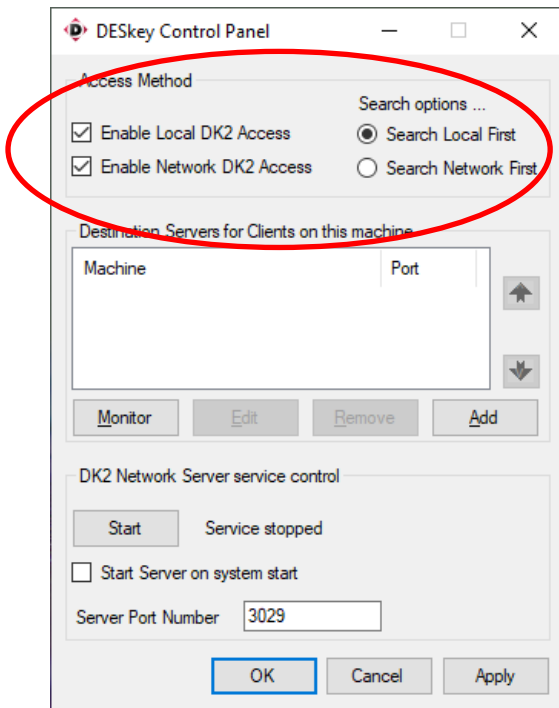 DESkey Control Panel
Access Method
Search options ...
Enable Local DK2 Access
Search Local First
Enable Network DK2 Access
Search Network First
Destination Servers for Clients on this machine
Machine Port
Monitor Edit Remove Add
DK2 Network Server service control
Start Service stopped
Start Server on system start
Server Port Number 3029
OK Cancel Apply